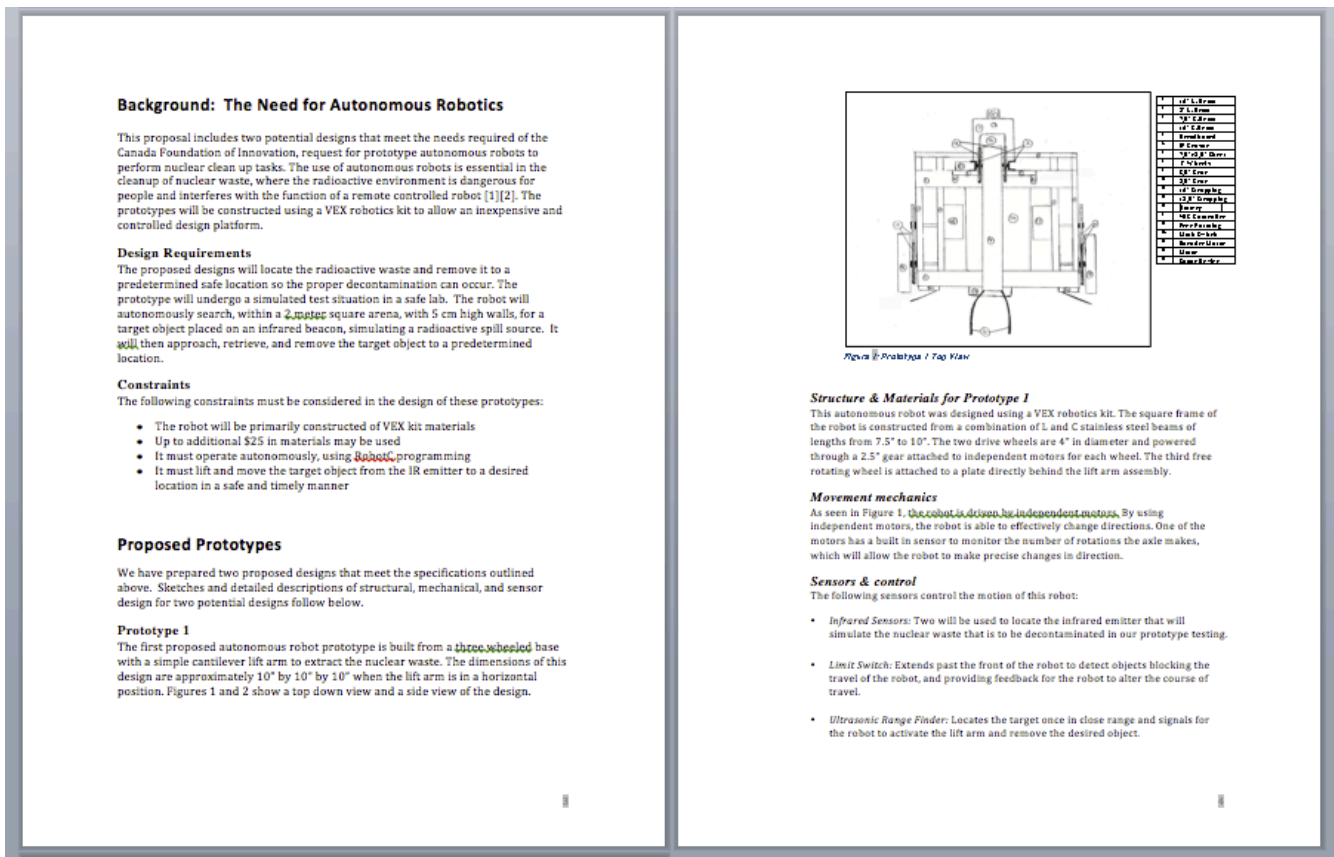 Background:  The Need for Autonomous Robotics
This proposal includes two potential designs that meet the needs required of the
Canada Foundation of Innovation, request for prototype autonomous robots to
perform nuclear clean up tasks. The use of autonomous robots is essential in the
cleanup of nuclear waste, where the radioactive environment is dangerous for
people and interferes with the function of a remote controlled robot [1][2]. The
prototypes will be constructed using a VEX robotics kit to allow an inexpensive and
controlled design platform.
Design Requirements
The proposed designs will locate the radioactive waste and remove it to a
predetermined safe location so the proper decontamination can occur. The
prototype will undergo a simulated test situation in a safe lab.  The robot will
autonomously search, within a 2 meter square arena, with 5 cm high walls, for a
target object placed on an infrared beacon, simulating a radioactive spill source.  It
will then approach, retrieve, and remove the target object to a predetermined
location.
Constraints
The following constraints must be considered in the design of these prototypes:
• The robot will be primarily constructed of VEX kit materials
• Up to additional $25 in materials may be used
• It must operate autonomously, using RobotC programming
• It must lift and move the target object from the IR emitter to a desired
location in a safe and timely manner
Proposed Prototypes
We have prepared two proposed designs that meet the specifications outlined
above.  Sketches and detailed descriptions of structural, mechanical, and sensor
design for two potential designs follow below.
Prototype 1
The first proposed autonomous robot prototype is built from a three wheeled base
with a simple cantilever lift arm to extract the nuclear waste. The dimensions of this
design are approximately 10" by 10" by 10" when the lift arm is in a horizontal
position. Figures 1 and 2 show a top down view and a side view of the design.
Figure 1: Prototype 1 Top View
Structure & Materials for Prototype 1
This autonomous robot was designed using a VEX robotics kit. The square frame of
the robot is constructed from a combination of L and C stainless steel beams of
lengths from 7.5" to 10". The two drive wheels are 4" in diameter and powered
through a 2.5" gear attached to independent motors for each wheel. The third free
rotating wheel is attached to a plate directly behind the lift arm assembly.
Movement mechanics
As seen in Figure 1, the robot is driven by independent motors. By using
independent motors, the robot is able to effectively change directions. One of the
motors has a built in sensor to monitor the number of rotations the axle makes,
which will allow the robot to make precise changes in direction.
Sensors & control
The following sensors control the motion of this robot:
• Infrared Sensors: Two will be used to locate the infrared emitter that will
simulate the nuclear waste that is to be decontaminated in our prototype testing.
• Limit Switch: Extends past the front of the robot to detect objects blocking the
travel of the robot, and providing feedback for the robot to alter the course of
travel.
• Ultrasonic Range Finder: Locates the target once in close range and signals for
the robot to activate the lift arm and remove the desired object.